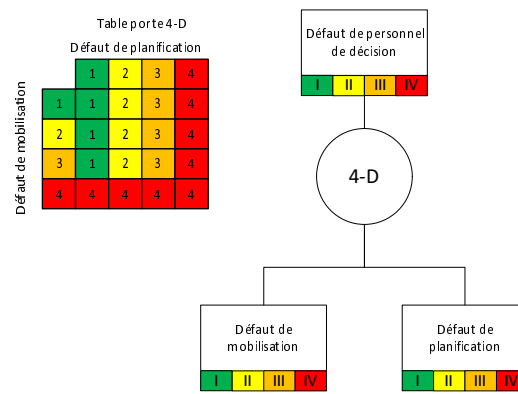 Table porte 4-D
Défaut de planification
Défaut de mobilisation
1 2 3 4
1 1 2 3 4
2 1 2 3 4
3 1 2 3 4
4 4 4 4 4
Défaut de personnel
de décision
I II III IV
4-D
Défaut de
mobilisation
I II III IV
Défaut de
planification
I II III IV